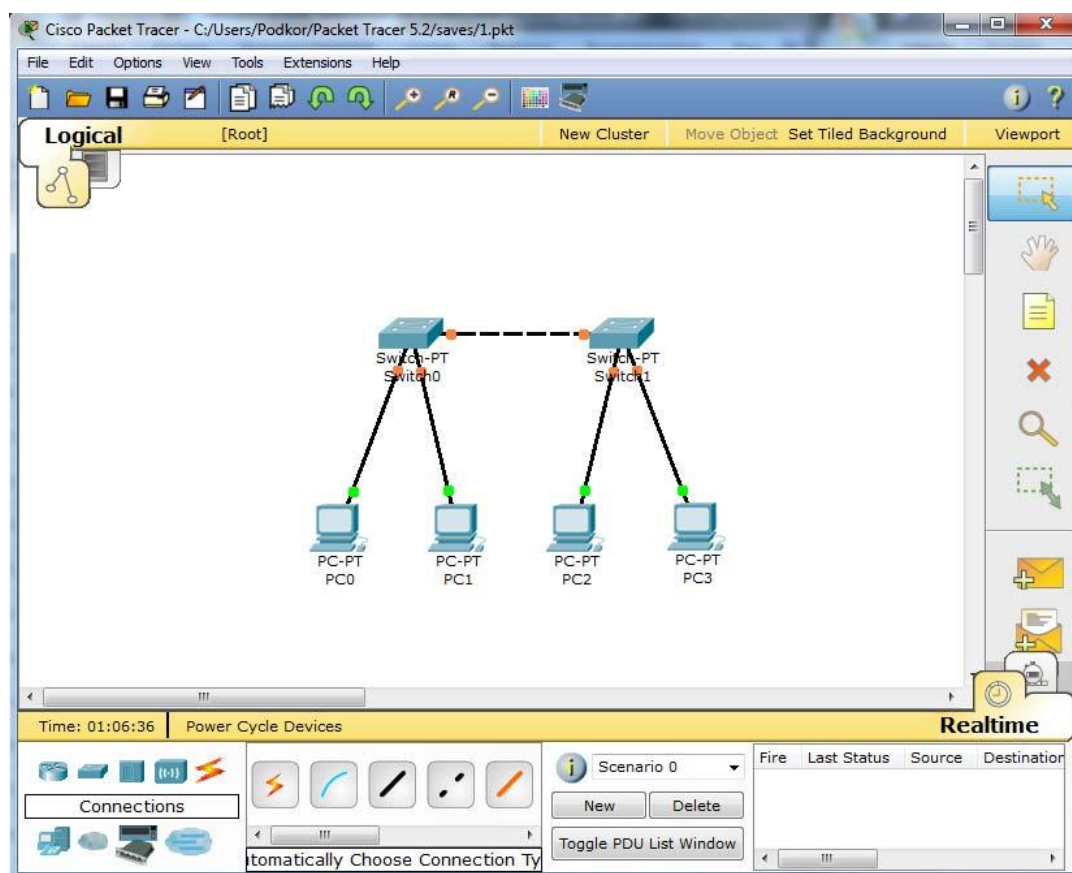 Cisco Packet Tracer - C:/Users/Podkor/Packet Tracer 5.2/saves/1.pkt
File Edit Options View Tools Extensions Help
Logical [Root] New Cluster Move Object Set Tiled Background Viewport
Switch-PT
Switch0
Switch-PT
Switch1
PC-PT
PC0
PC-PT
PC1
PC-PT
PC2
PC-PT
PC3
Time: 01:06:36 Power Cycle Devices Realtime
Connections
utomatically Choose Connection Ty
Scenario 0
New Delete
Toggle PDU List Window
Fire Last Status Source Destination